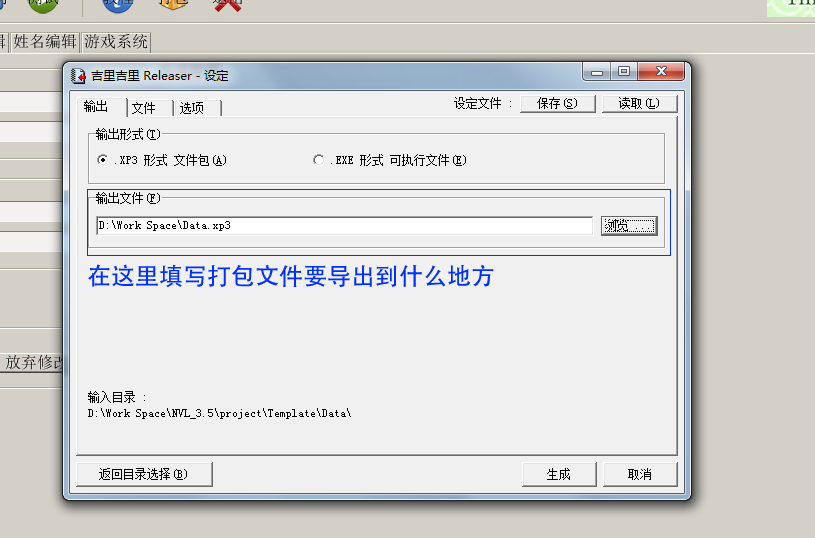 姓名编辑 游戏系统
吉里吉里 Releaser - 设定
输出 文件 选项 设定文件 : 保存(S) 读取(L)
输出形式(T)
.XP3 形式 文件包(A) .EXE 形式 可执行文件(E)
输出文件(F)
D:\Work Space\Data.xp3 浏览 ...
在这里填写打包文件要导出到什么地方
放弃修改
输入目录 :
D:\Work Space\NVL_3.5\project\Template\Data\
返回目录选择(B) 生成 取消